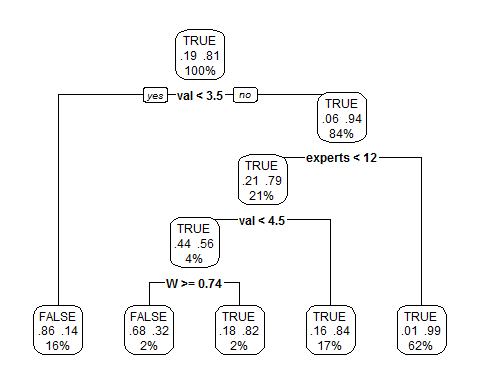 TRUE
.19 .81
100%
yes val < 3.5 no
TRUE
.06 .94
84%
experts < 12
TRUE
.21 .79
21%
val < 4.5
TRUE
.44 .56
4%
W >= 0.74
FALSE
.86 .14
16%
FALSE
.68 .32
2%
TRUE
.18 .82
2%
TRUE
.16 .84
17%
TRUE
.01 .99
62%